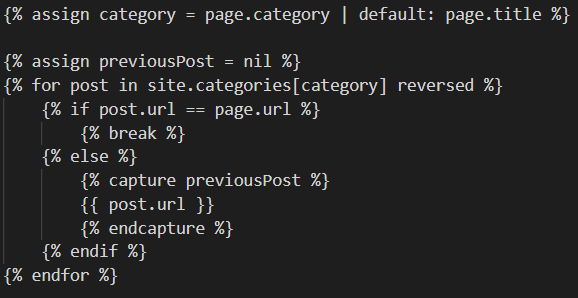 {% assign category = page.category | default: page.title %}
{% assign previousPost = nil %}
{% for post in site.categories[category] reversed %}
{% if post.url == page.url %}
{% break %}
{% else %}
{% capture previousPost %}
{{ post.url }}
{% endcapture %}
{% endif %}
{% endfor %}